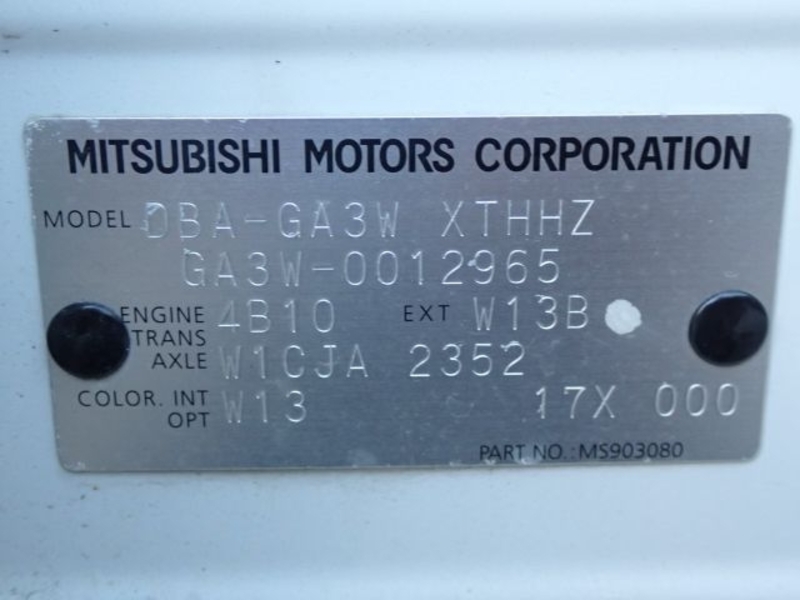 MITSUBISHI MOTORS CORPORATION
MODEL DBA-GA3W XTHHZ
GA3W-0012965
ENGINE 4B10 EXT W13B
TRANS
AXLE W1CJA 2352
COLOR. INT W13 17X 000
OPT
PART NO.:MS903080